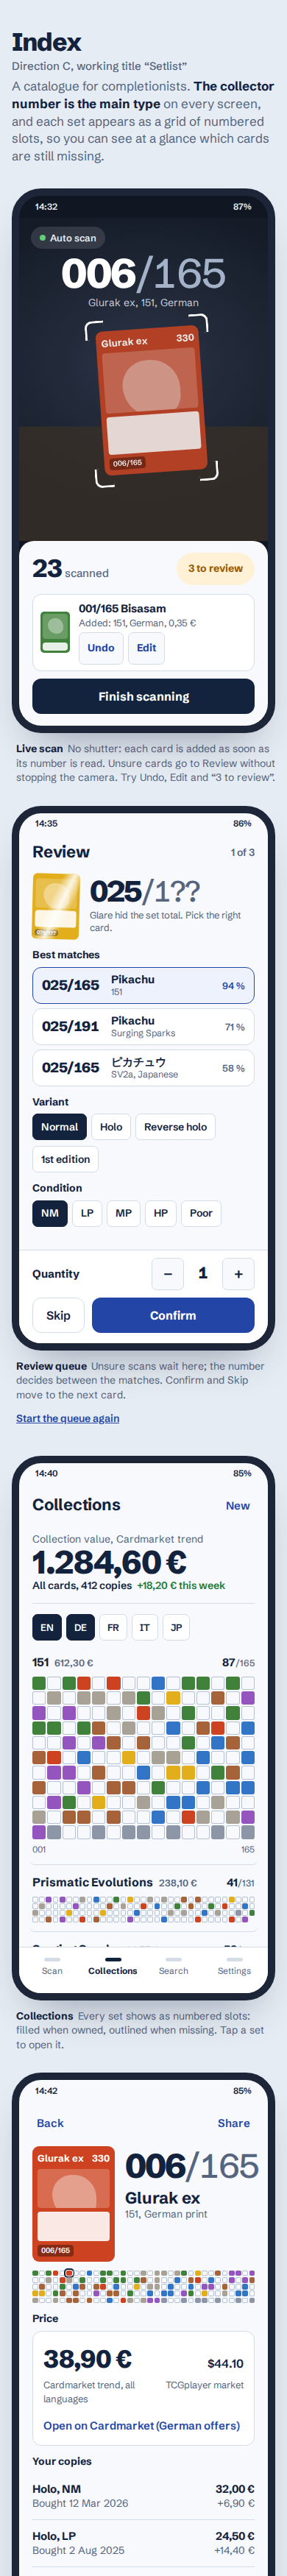 Index
Direction C, working title “Setlist”
A catalogue for completionists. The collector
number is the main type on every screen,
and each set appears as a grid of numbered
slots, so you can see at a glance which cards
are still missing.
14:32
87%
Auto scan
006/165
Glurak ex, 151, German
Glurak ex 330
006/165
23 scanned
3 to review
001/165 Bisasam
Added: 151, German, 0,35 €
Undo
Edit
Finish scanning
Live scan No shutter: each card is added as soon as
its number is read. Unsure cards go to Review without
stopping the camera. Try Undo, Edit and “3 to review”.
14:35
86%
Review
1 of 3
025/1??
Glare hid the set total. Pick the right
card.
Best matches
025/165 Pikachu 94 %
151
025/191 Pikachu 71 %
Surging Sparks
025/165 ピカチュウ 58 %
SV2a, Japanese
Variant
Normal
Holo
Reverse holo
1st edition
Condition
NM
LP
MP
HP
Poor
Quantity
− 1 +
Skip
Confirm
Review queue Unsure scans wait here; the number
decides between the matches. Confirm and Skip
move to the next card.
Start the queue again
14:40
85%
Collections
New
Collection value, Cardmarket trend
1.284,60 €
All cards, 412 copies +18,20 € this week
EN
DE
FR
IT
JP
151 612,30 € 87/165
001
165
Prismatic Evolutions 238,10 € 41/131
Scan
Collections
Search
Settings
Collections Every set shows as numbered slots:
filled when owned, outlined when missing. Tap a set
to open it.
14:42
85%
Back
Share
Glurak ex 330
006/165
006/165
Glurak ex
151, German print
Price
38,90 €
$44.10
Cardmarket trend, all
languages
TCGplayer market
Open on Cardmarket (German offers)
Your copies
Holo, NM 32,00 €
Bought 12 Mar 2026 +6,90 €
Holo, LP 24,50 €
Bought 2 Aug 2025 +14,40 €